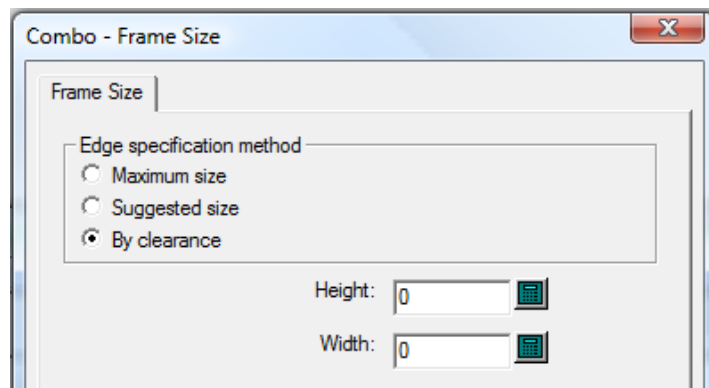 Combo - Frame Size
Frame Size
Edge specification method
Maximum size
Suggested size
By clearance
Height: 0
Width: 0